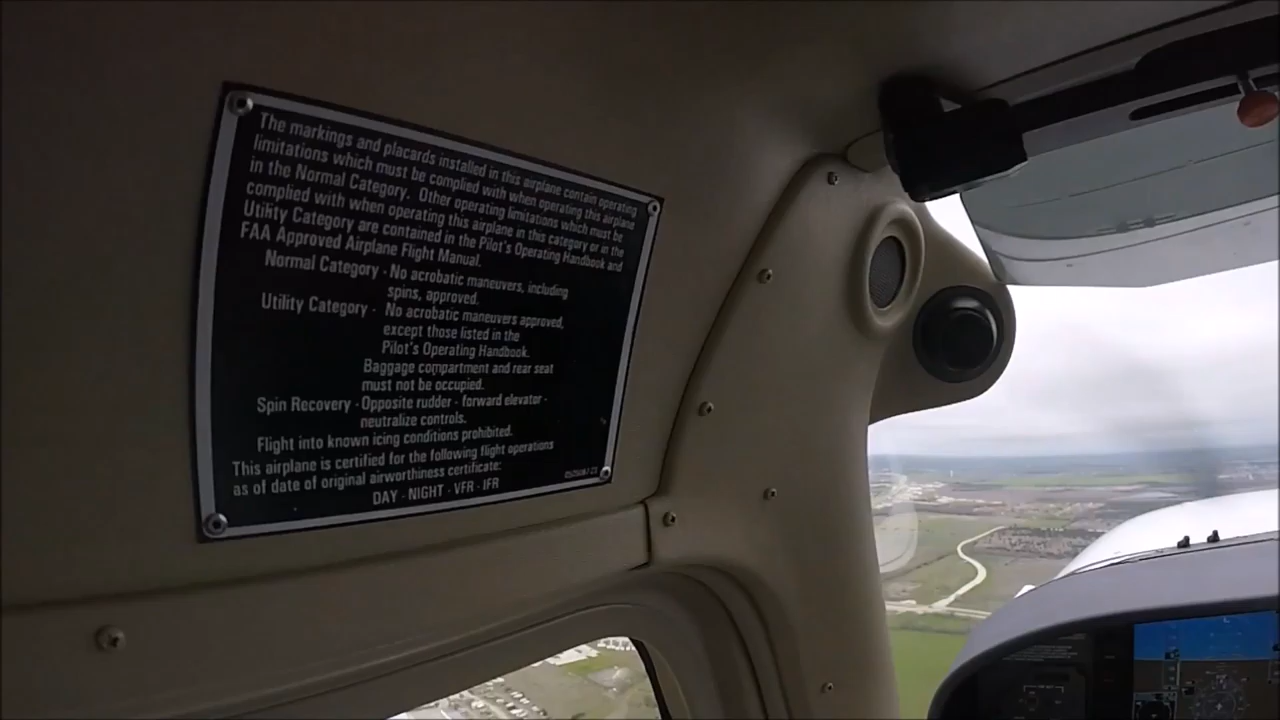 The markings and placards installed in this airplane contain operating
limitations which must be complied with when operating this airplane
in the Normal Category. Other operating limitations which must be
complied with when operating this airplane in this category or in the
Utility Category are contained in the Pilot's Operating Handbook and
FAA Approved Airplane Flight Manual.
Normal Category - No acrobatic maneuvers, including
spins, approved.
Utility Category - No acrobatic maneuvers approved,
except those listed in the
Pilot's Operating Handbook.
Baggage compartment and rear seat
must not be occupied.
Spin Recovery - Opposite rudder - forward elevator -
neutralize controls.
Flight into known icing conditions prohibited.
This airplane is certified for the following flight operations
as of date of original airworthiness certificate:
DAY - NIGHT - VFR - IFR